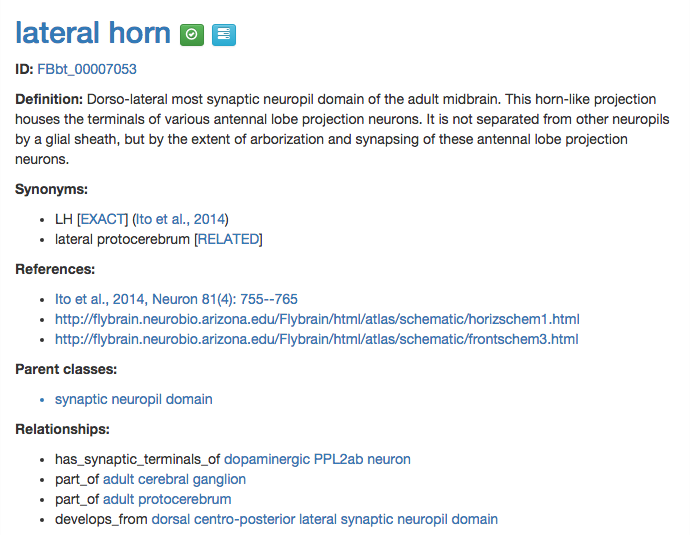 lateral horn
ID: FBbt_00007053
Definition: Dorso-lateral most synaptic neuropil domain of the adult midbrain. This horn-like projection
houses the terminals of various antennal lobe projection neurons. It is not separated from other neuropils
by a glial sheath, but by the extent of arborization and synapsing of these antennal lobe projection
neurons.
Synonyms:
• LH [EXACT] (Ito et al., 2014)
• lateral protocerebrum [RELATED]
References:
• Ito et al., 2014, Neuron 81(4): 755--765
• http://flybrain.neurobio.arizona.edu/Flybrain/html/atlas/schematic/horizschem1.html
• http://flybrain.neurobio.arizona.edu/Flybrain/html/atlas/schematic/frontschem3.html
Parent classes:
• synaptic neuropil domain
Relationships:
• has_synaptic_terminals_of dopaminergic PPL2ab neuron
• part_of adult cerebral ganglion
• part_of adult protocerebrum
• develops_from dorsal centro-posterior lateral synaptic neuropil domain